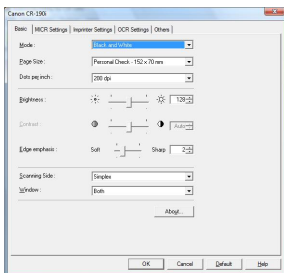 Canon CR-190i
Basic MICR Settings Imprinter Settings OCR Settings Others
Mode : Black and White
Page Size : Personal Check - 152 x 70 mm
Dots per inch : 200 dpi
Brightness : 128
Contrast : Auto
Edge emphasis : Soft Sharp 2
Scanning Side : Simplex
Window : Both
About...
OK Cancel Default Help